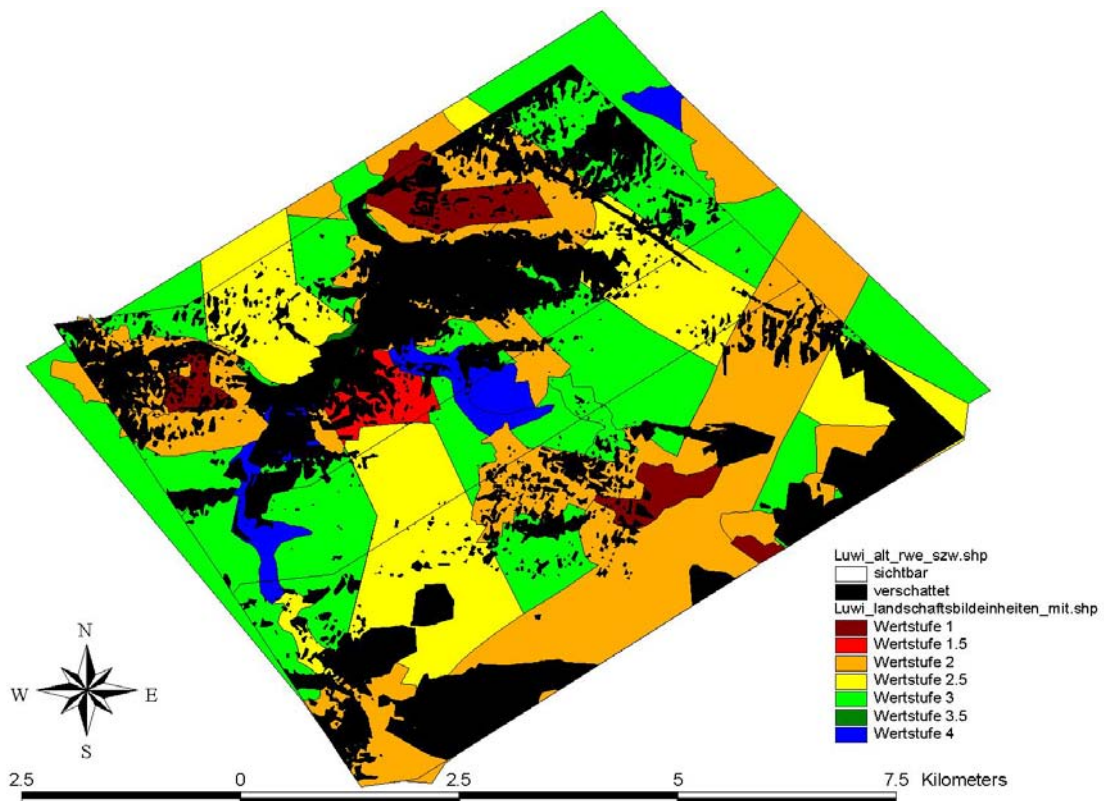 Luwi_alt_rwe_szw.shp
sichtbar
verschattet
Luwi_landschaftsbildeinheiten_mit.shp
Wertstufe 1
Wertstufe 1.5
Wertstufe 2
Wertstufe 2.5
Wertstufe 3
Wertstufe 3.5
Wertstufe 4
N
W E
S
2.5 0 2.5 5 7.5 Kilometers